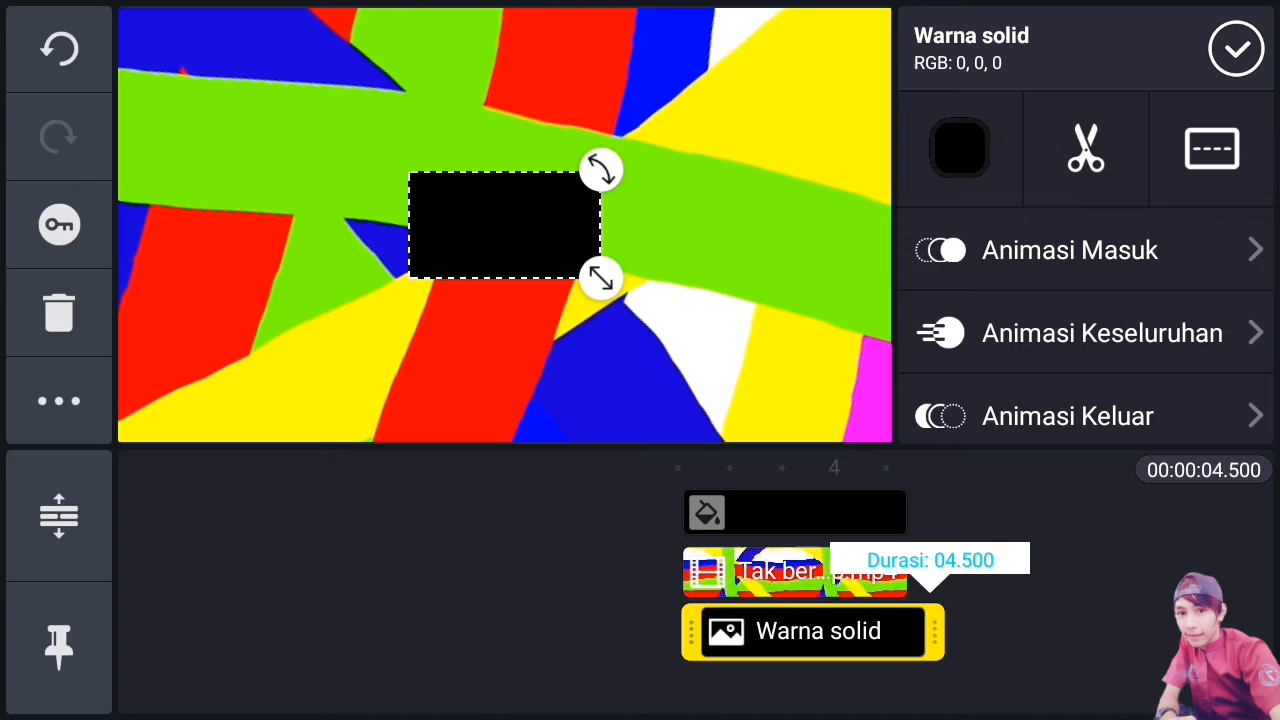 Warna solid
RGB: 0, 0, 0
Animasi Masuk
Animasi Keseluruhan
Animasi Keluar
4
00:00:04.500
Durasi: 04.500
Tak ber...
Warna solid